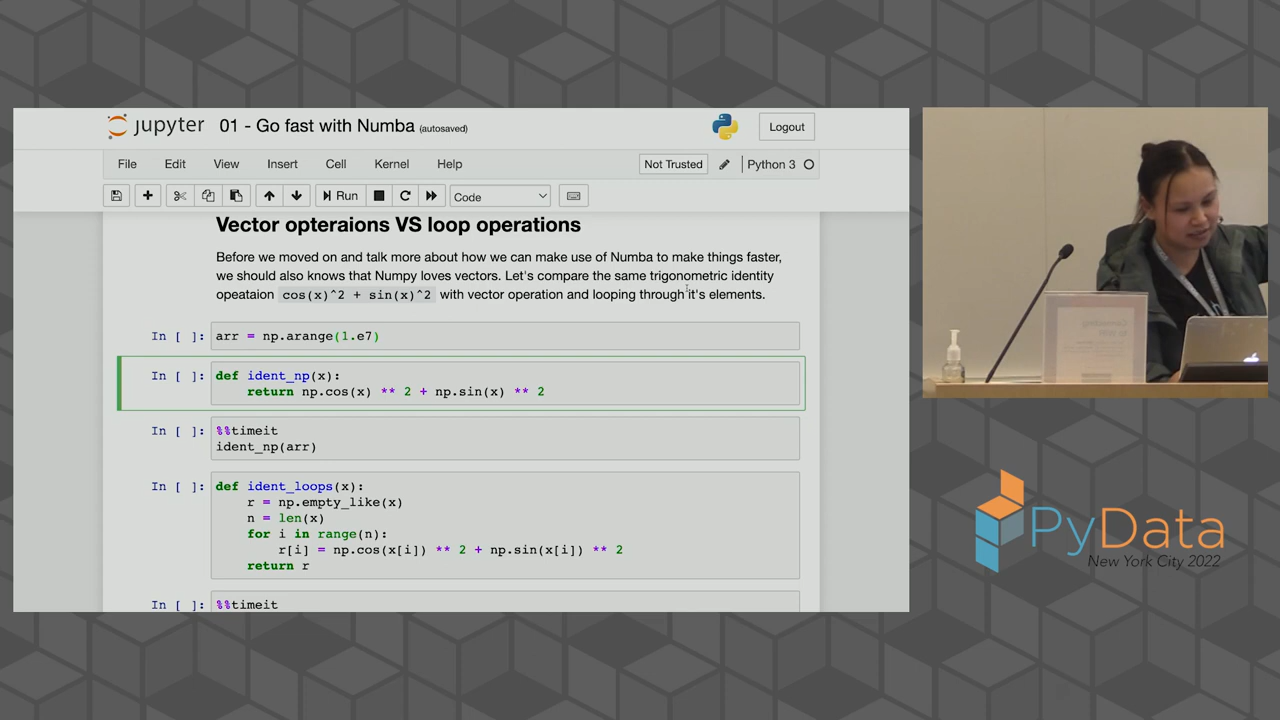 jupyter 01 - Go fast with Numba (autosaved) Logout
File Edit View Insert Cell Kernel Help Not Trusted Python 3
Run Code
Vector opteraions VS loop operations
Before we moved on and talk more about how we can make use of Numba to make things faster,
we should also knows that Numpy loves vectors. Let's compare the same trigonometric identity
opeataion cos(x)^2 + sin(x)^2 with vector operation and looping through it's elements.
In [ ]: arr = np.arange(1.e7)
In [ ]: def ident_np(x):
    return np.cos(x) ** 2 + np.sin(x) ** 2
In [ ]: %%timeit
ident_np(arr)
In [ ]: def ident_loops(x):
    r = np.empty_like(x)
    n = len(x)
    for i in range(n):
        r[i] = np.cos(x[i]) ** 2 + np.sin(x[i]) ** 2
    return r
In [ ]: %%timeit
PyData
New York City 2022